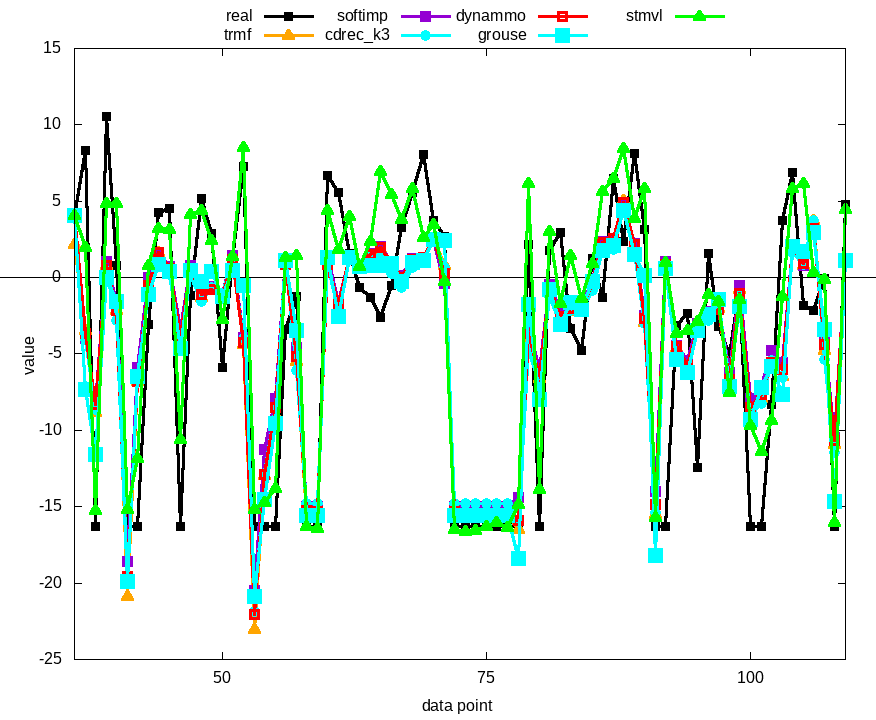 real softimp dynammo stmvl
trmf cdrec_k3 grouse
15
10
5
0
-5
-10
-15
-20
-25
value
50 75 100
data point